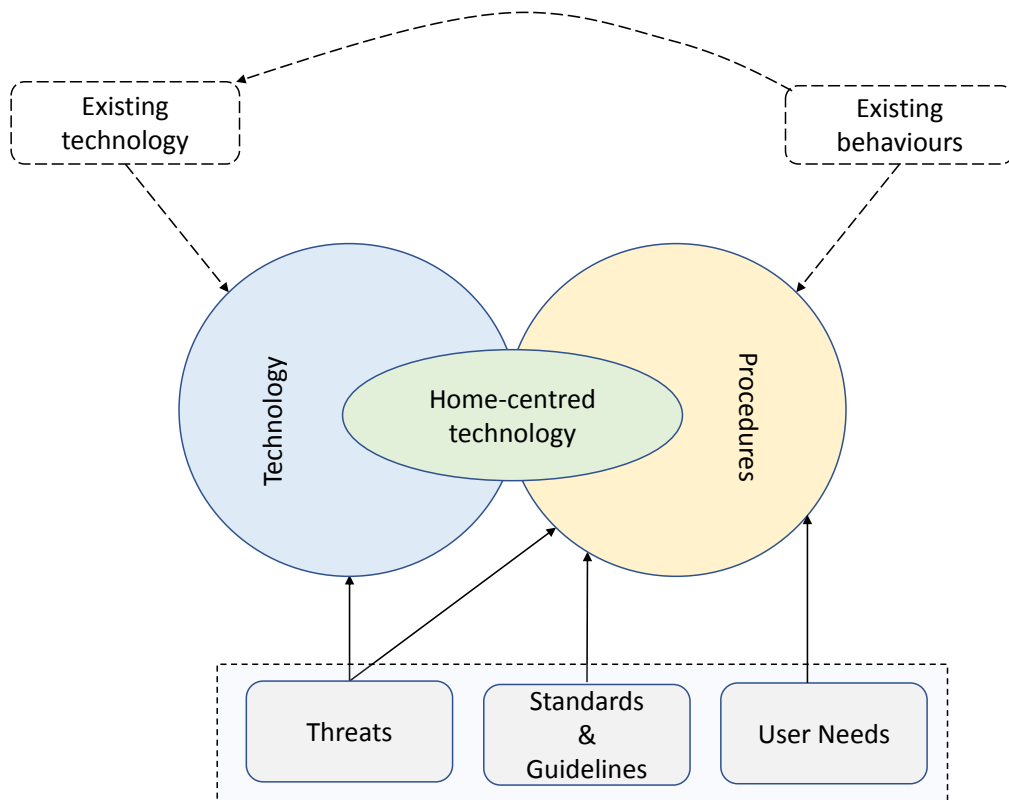 Existing
technology
Existing
behaviours
Technology
Home-centred
technology
Procedures
Threats
Standards
&
Guidelines
User Needs